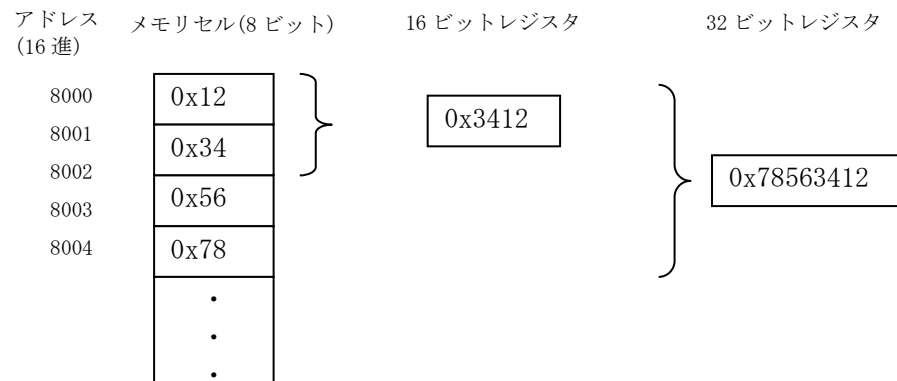 アドレス
(16 進)
メモリセル(8 ビット)
16 ビットレジスタ
32 ビットレジスタ
8000
0x12
8001
0x34
8002
0x56
8003
0x78
8004
0x3412
0x78563412
・
・
・